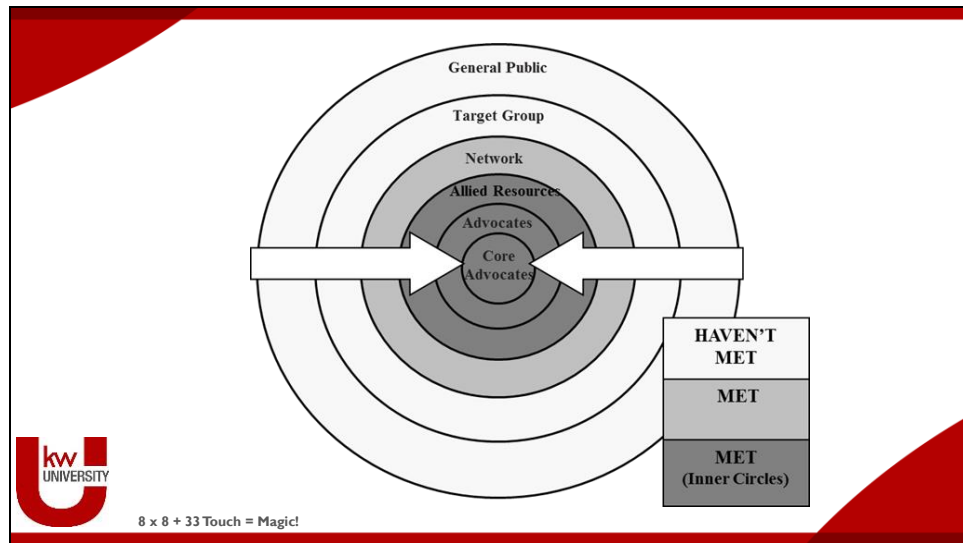 General Public
Target Group
Network
Allied Resources
Advocates
Core
Advocates
HAVEN'T
MET
MET
MET
(Inner Circles)
kw
UNIVERSITY
8 x 8 + 33 Touch = Magic!